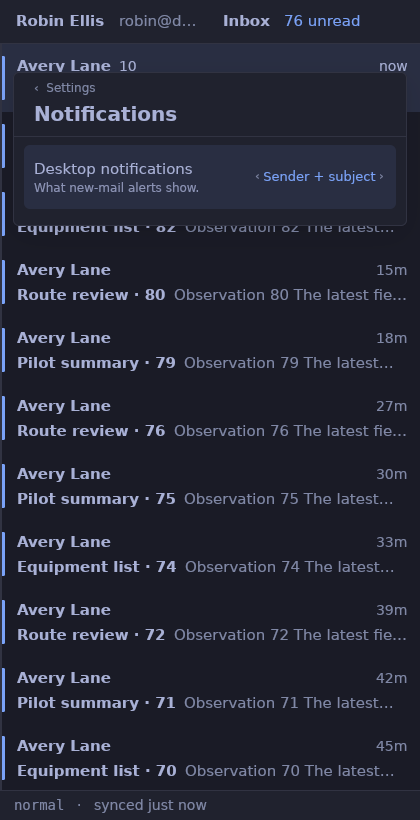 Robin Ellis robin@d… Inbox 76 unread
Avery Lane 10 now
‹ Settings
Notifications
Desktop notifications
What new-mail alerts show.
‹ Sender + subject ›
Equipment list · 82 Observation 82 The latest…
Avery Lane 15m
Route review · 80 Observation 80 The latest fie…
Avery Lane 18m
Pilot summary · 79 Observation 79 The latest…
Avery Lane 27m
Route review · 76 Observation 76 The latest fie…
Avery Lane 30m
Pilot summary · 75 Observation 75 The latest…
Avery Lane 33m
Equipment list · 74 Observation 74 The latest…
Avery Lane 39m
Route review · 72 Observation 72 The latest fie…
Avery Lane 42m
Pilot summary · 71 Observation 71 The latest…
Avery Lane 45m
Equipment list · 70 Observation 70 The latest…
normal · synced just now